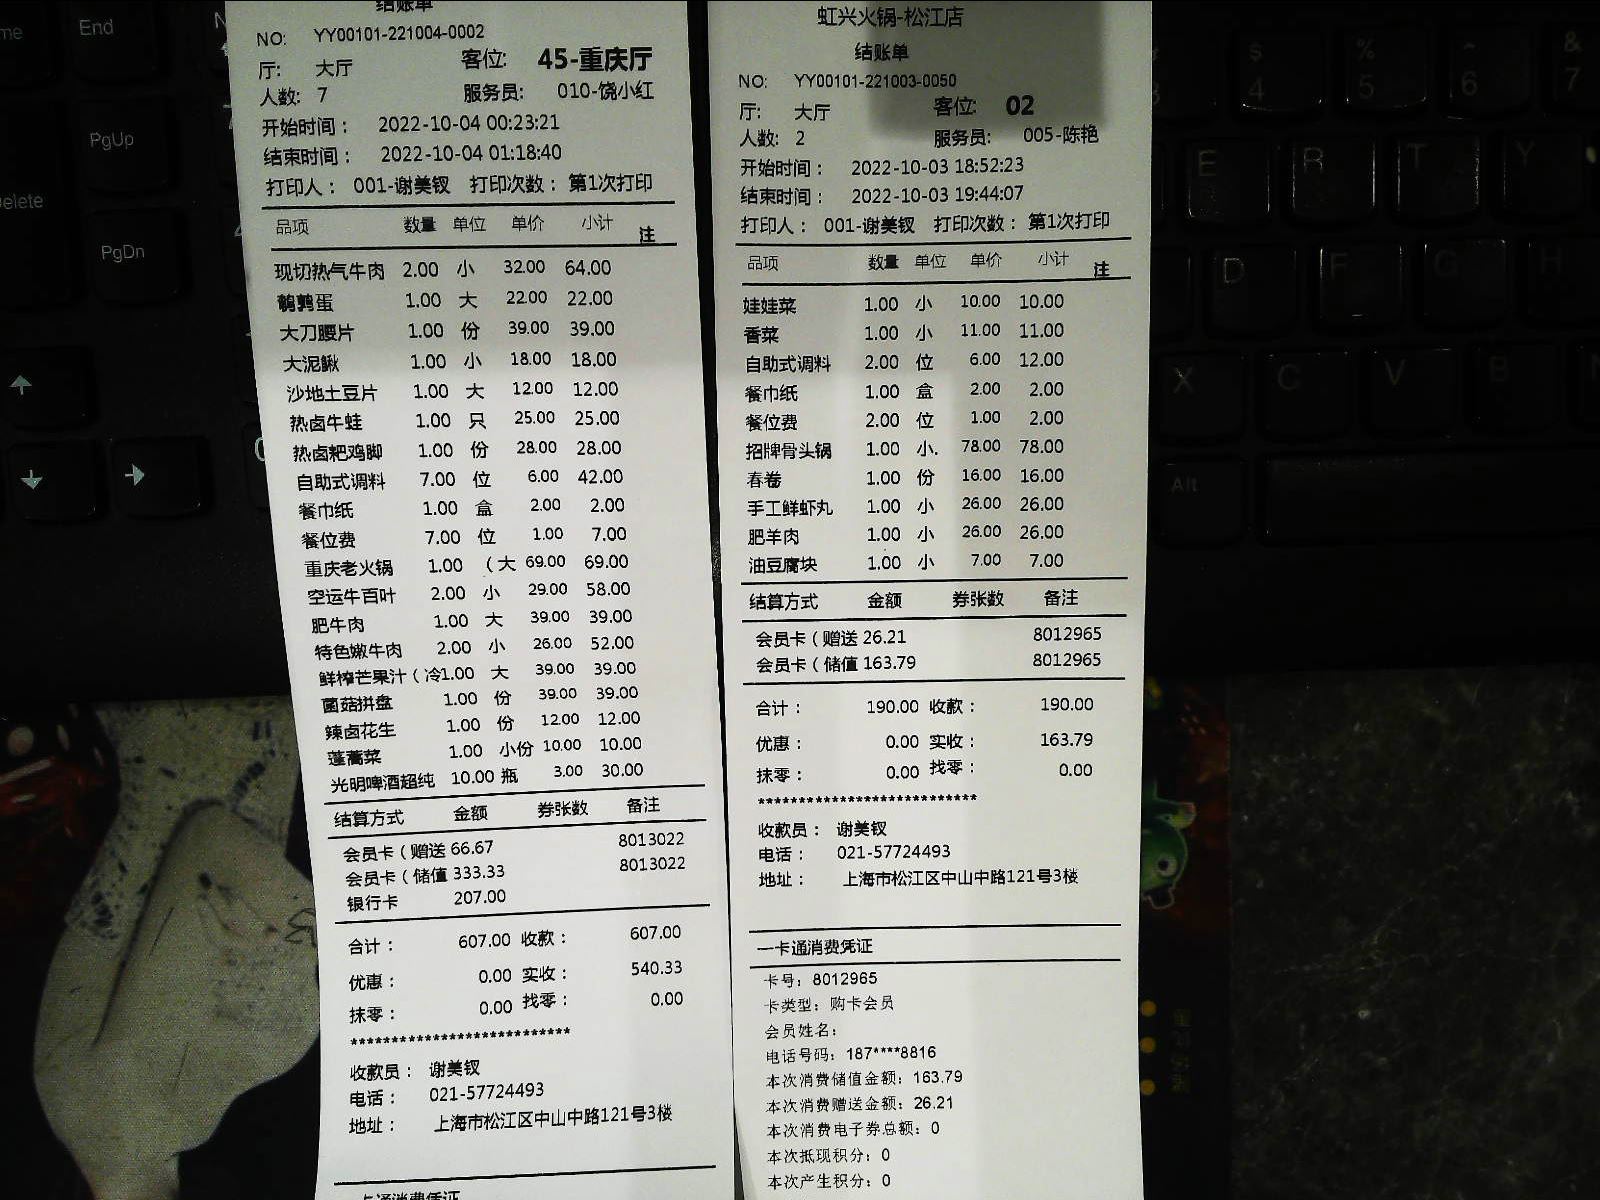 结账单
NO: YY00101-221004-0002
厅: 大厅 客位: 45-重庆厅
人数: 7 服务员: 010-饶小红
开始时间： 2022-10-04 00:23:21
结束时间： 2022-10-04 01:18:40
打印人： 001-谢美钗 打印次数： 第1次打印
品项 数量 单位 单价 小计 注
现切热气牛肉 2.00 小 32.00 64.00
鹌鹑蛋 1.00 大 22.00 22.00
大刀腰片 1.00 份 39.00 39.00
大泥鳅 1.00 小 18.00 18.00
沙地土豆片 1.00 大 12.00 12.00
热卤牛蛙 1.00 只 25.00 25.00
热卤粑鸡脚 1.00 份 28.00 28.00
自助式调料 7.00 位 6.00 42.00
餐巾纸 1.00 盒 2.00 2.00
餐位费 7.00 位 1.00 7.00
重庆老火锅 1.00 （大 69.00 69.00
空运牛百叶 2.00 小 29.00 58.00
肥牛肉 1.00 大 39.00 39.00
特色嫩牛肉 2.00 小 26.00 52.00
鲜榨芒果汁（冷1.00 大 39.00 39.00
菌菇拼盘 1.00 份 39.00 39.00
辣卤花生 1.00 份 12.00 12.00
蓬蒿菜 1.00 小份 10.00 10.00
光明啤酒超纯 10.00 瓶 3.00 30.00
结算方式 金额 券张数 备注
会员卡（赠送 66.67 8013022
会员卡（储值 333.33 8013022
银行卡 207.00
合计： 607.00 收款： 607.00
优惠： 0.00 实收： 540.33
抹零： 0.00 找零： 0.00
***************************
收款员： 谢美钗
电话： 021-57724493
地址： 上海市松江区中山中路121号3楼
一卡通消费凭证
虹兴火锅-松江店
结账单
NO: YY00101-221003-0050
厅: 大厅 客位: 02
人数: 2 服务员: 005-陈艳
开始时间： 2022-10-03 18:52:23
结束时间： 2022-10-03 19:44:07
打印人： 001-谢美钗 打印次数： 第1次打印
品项 数量 单位 单价 小计 注
娃娃菜 1.00 小 10.00 10.00
香菜 1.00 小 11.00 11.00
自助式调料 2.00 位 6.00 12.00
餐巾纸 1.00 盒 2.00 2.00
餐位费 2.00 位 1.00 2.00
招牌骨头锅 1.00 小. 78.00 78.00
春卷 1.00 份 16.00 16.00
手工鲜虾丸 1.00 小 26.00 26.00
肥羊肉 1.00 小 26.00 26.00
油豆腐块 1.00 小 7.00 7.00
结算方式 金额 券张数 备注
会员卡（赠送 26.21 8012965
会员卡（储值 163.79 8012965
合计： 190.00 收款： 190.00
优惠： 0.00 实收： 163.79
抹零： 0.00 找零： 0.00
***************************
收款员： 谢美钗
电话： 021-57724493
地址： 上海市松江区中山中路121号3楼
一卡通消费凭证
卡号: 8012965
卡类型: 购卡会员
会员姓名:
电话号码: 187****8816
本次消费储值金额: 163.79
本次消费赠送金额: 26.21
本次消费电子券总额: 0
本次抵现积分: 0
本次产生积分: 0
End
PgUp
PgDn
$
4
%
5
6
&
7
E
R
T
Y
D
F
G
H
X
C
V
B
Alt